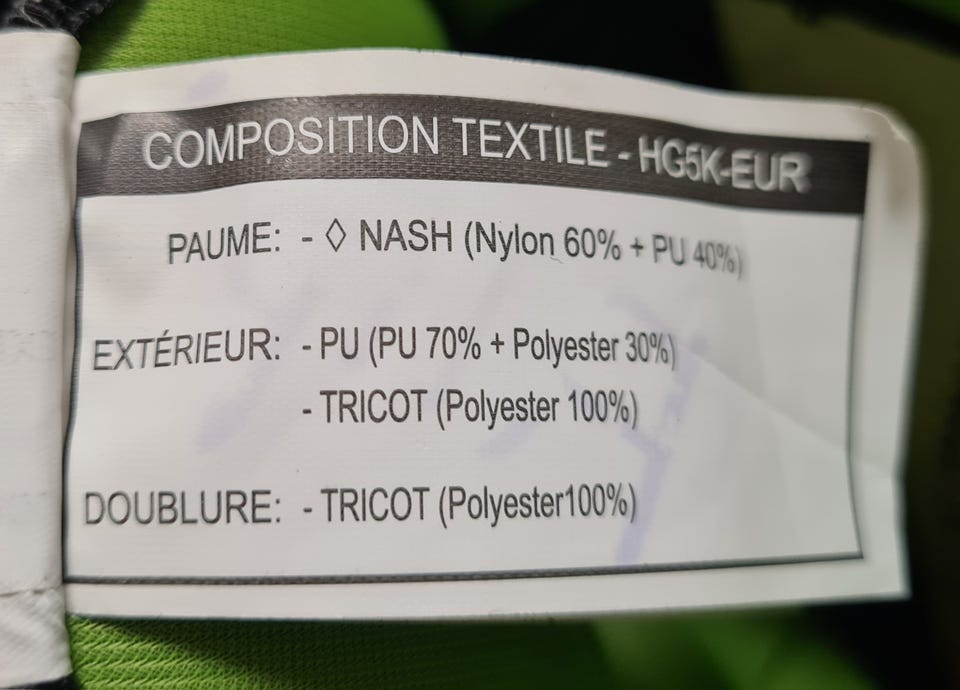 COMPOSITION TEXTILE - HG5K-EUR
PAUME: - ◊ NASH (Nylon 60% + PU 40%)
EXTÉRIEUR: - PU (PU 70% + Polyester 30%)
- TRICOT (Polyester 100%)
DOUBLURE: - TRICOT (Polyester100%)